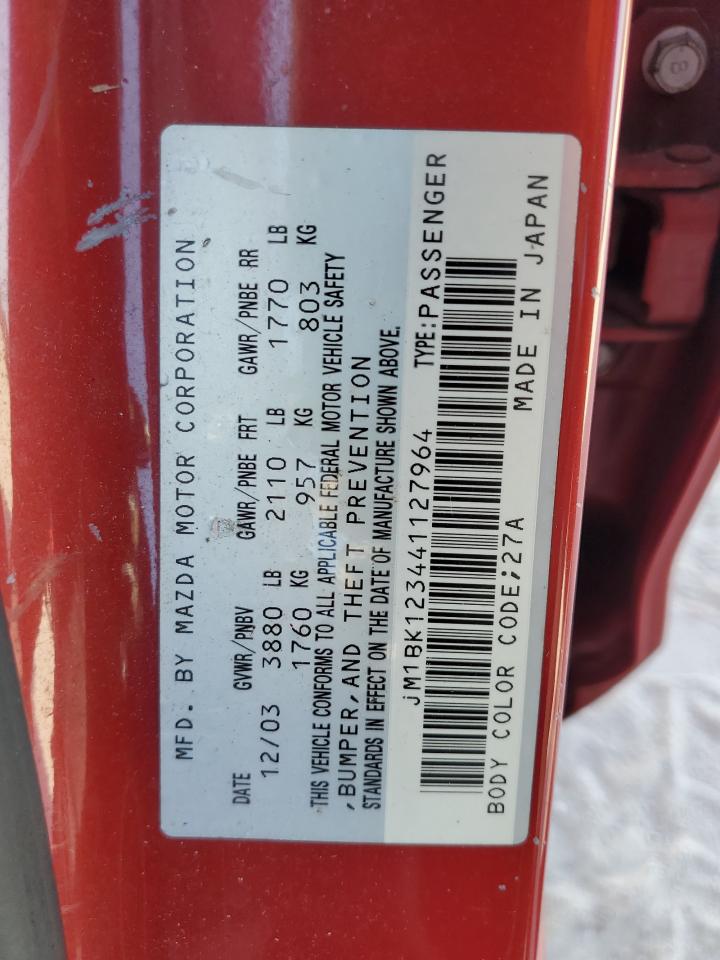 MFD. BY MAZDA MOTOR CORPORATION
DATE GVWR/PNBV GAWR/PNBE FRT GAWR/PNBE RR
12/03 3880 LB 2110 LB 1770 LB
1760 KG 957 KG 803 KG
THIS VEHICLE CONFORMS TO ALL APPLICABLE FEDERAL MOTOR VEHICLE SAFETY
,BUMPER,AND THEFT PREVENTION
STANDARDS IN EFFECT ON THE DATE OF MANUFACTURE SHOWN ABOVE.
JM1BK123441127964 TYPE:PASSENGER
BODY COLOR CODE;27A MADE IN JAPAN
8